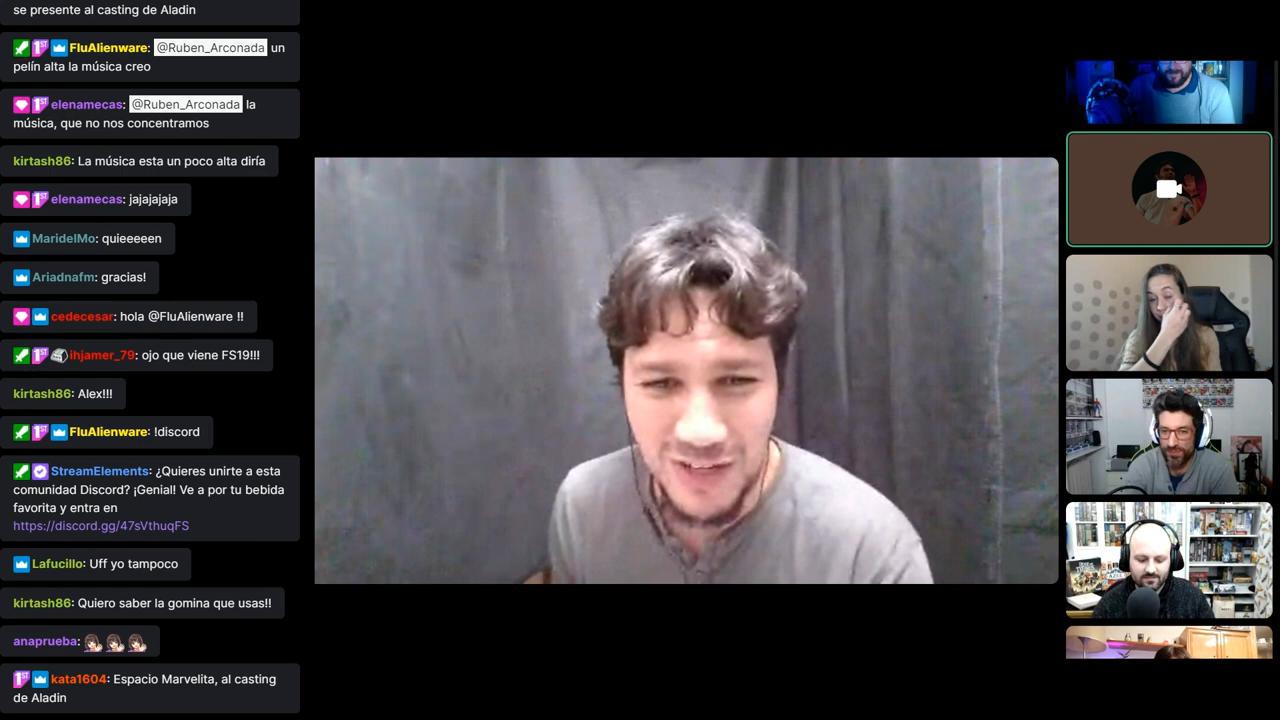 se presente al casting de Aladin
FluAlienware: @Ruben_Arconada un
pelín alta la música creo
elenamecas: @Ruben_Arconada la
música, que no nos concentramos
kirtash86: La música esta un poco alta diría
elenamecas: jajajajaja
MaridelMo: quieeeeen
Ariadnafm: gracias!
cedecesar: hola @FluAlienware !!
ihjamer_79: ojo que viene FS19!!!
kirtash86: Alex!!!
FluAlienware: !discord
StreamElements: ¿Quieres unirte a esta
comunidad Discord? ¡Genial! Ve a por tu bebida
favorita y entra en
https://discord.gg/47sVthuqFS
Lafucillo: Uff yo tampoco
kirtash86: Quiero saber la gomina que usas!!
anaprueba:
kata1604: Espacio Marvelita, al casting
de Aladin